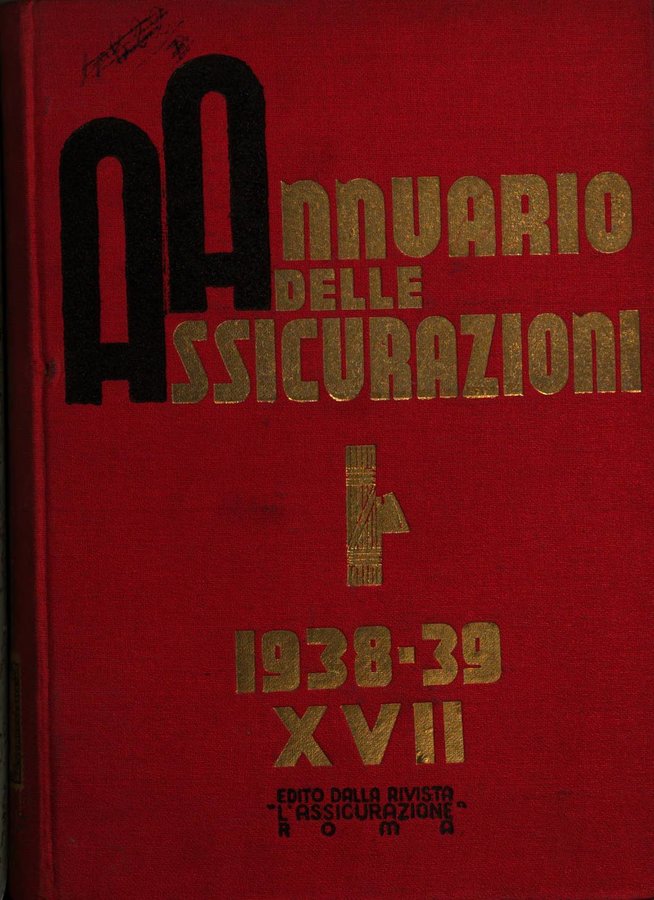 ANNUARIO
DELLE
ASSICURAZIONI
1938-39
XVII
EDITO DALLA RIVISTA
"L'ASSICURAZIONE"
ROMA